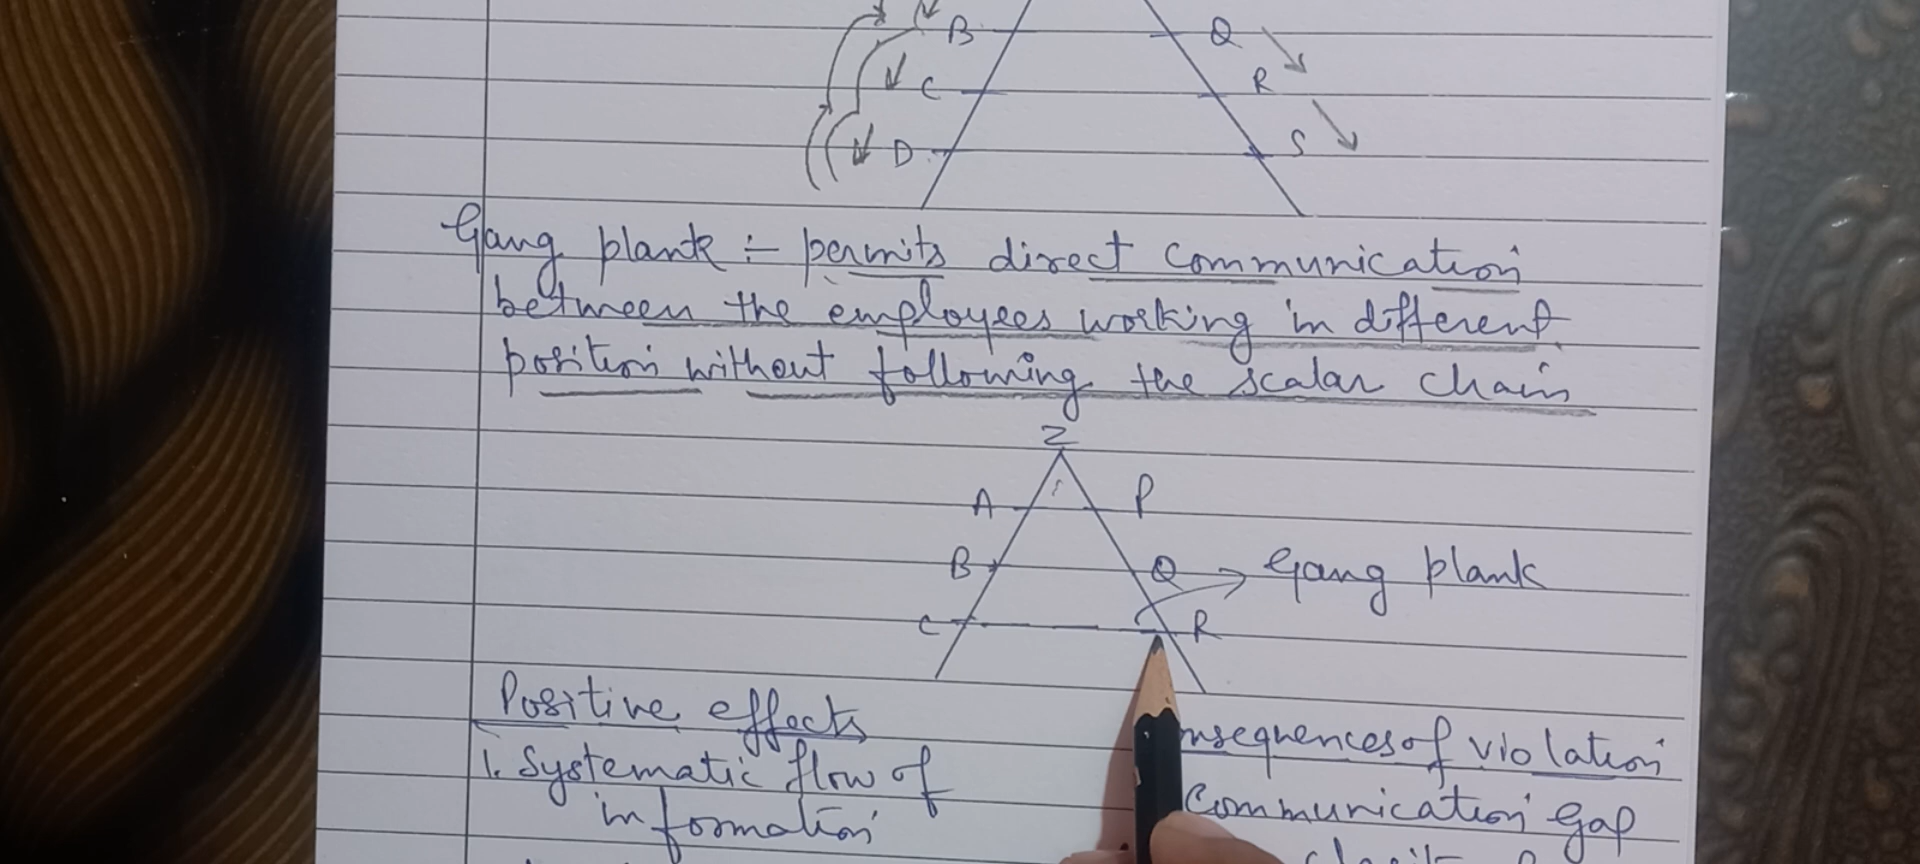 B Q
C R
D S
Gang plank :- permits direct communication
between the employees working in different
position without following the scalar chain
Z
A P
B Q → Gang plank
C R
Positive effects
nsequences of violation
1. Systematic flow of
information
Communication gap